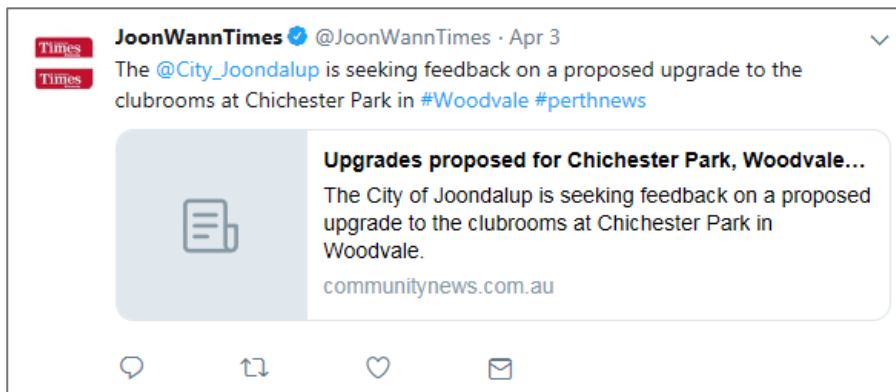 Times
Times
JoonWannTimes @JoonWannTimes · Apr 3
The @City_Joondalup is seeking feedback on a proposed upgrade to the
clubrooms at Chichester Park in #Woodvale #perthnews
Upgrades proposed for Chichester Park, Woodvale...
The City of Joondalup is seeking feedback on a proposed
upgrade to the clubrooms at Chichester Park in
Woodvale.
communitynews.com.au